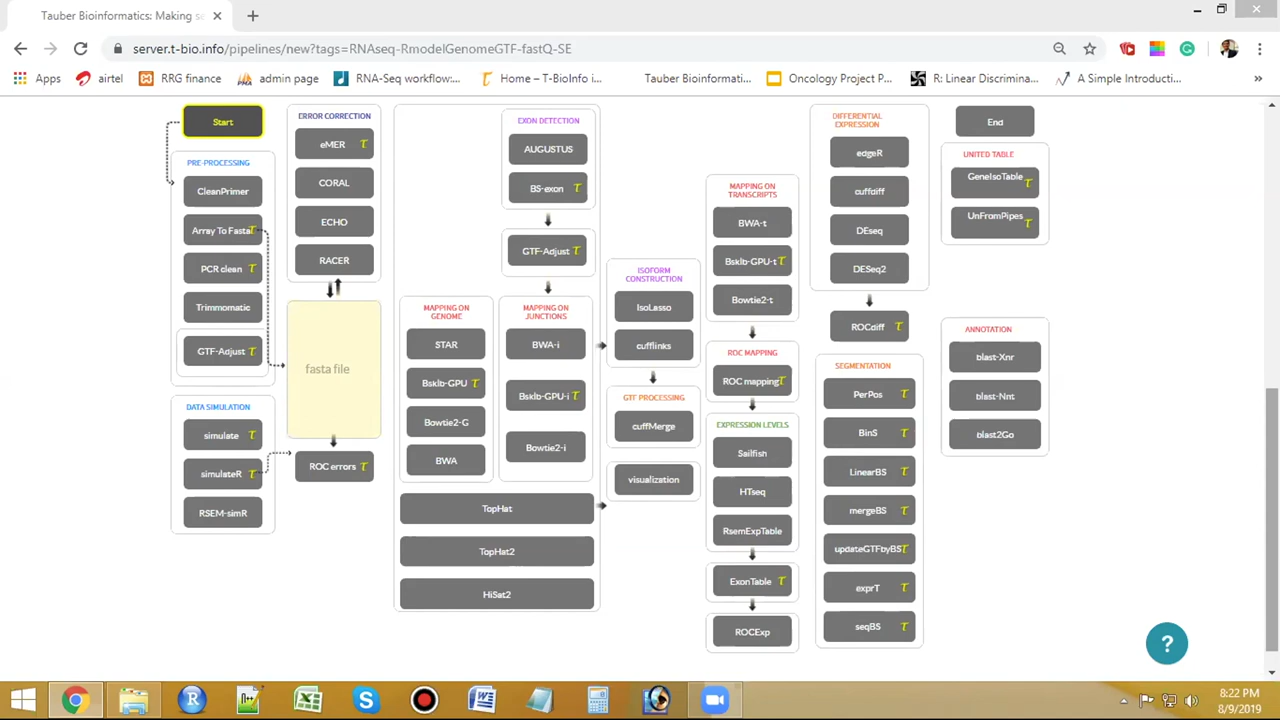 Tauber Bioinformatics: Making se
server.t-bio.info/pipelines/new?tags=RNAseq-RmodelGenomeGTF-fastQ-SE
Apps
airtel
RRG finance
admin page
RNA-Seq workflow:...
Home – T-BioInfo i...
Tauber Bioinformati...
Oncology Project P...
R: Linear Discrimina...
A Simple Introducti...
»
Start
PRE-PROCESSING
CleanPrimer
Array To Fasta τ
PCR clean τ
Trimmomatic
GTF-Adjust τ
DATA SIMULATION
simulate τ
simulateR τ
RSEM-simR
ERROR CORRECTION
eMER τ
CORAL
ECHO
RACER
fasta file
ROC errors τ
EXON DETECTION
AUGUSTUS
BS-exon τ
GTF-Adjust τ
MAPPING ON
GENOME
STAR
Bsklb-GPU τ
Bowtie2-G
BWA
MAPPING ON
JUNCTIONS
BWA-i
Bsklb-GPU-i τ
Bowtie2-i
TopHat
TopHat2
HiSat2
ISOFORM
CONSTRUCTION
IsoLasso
cufflinks
GTF PROCESSING
cuffMerge
visualization
MAPPING ON
TRANSCRIPTS
BWA-t
Bsklb-GPU-t τ
Bowtie2-t
ROC MAPPING
ROC mapping τ
EXPRESSION LEVELS
Sailfish
HTseq
RsemExpTable
ExonTable τ
ROCExp
DIFFERENTIAL
EXPRESSION
edgeR
cuffdiff
DEseq
DESeq2
ROCdiff τ
SEGMENTATION
PerPos τ
BinS τ
LinearBS τ
mergeBS τ
updateGTFbyBS τ
exprT τ
seqBS τ
End
UNITED TABLE
GeneIsoTable τ
UnFromPipes τ
ANNOTATION
blast-Xnr
blast-Nnt
blast2Go
?
8:22 PM
8/9/2019